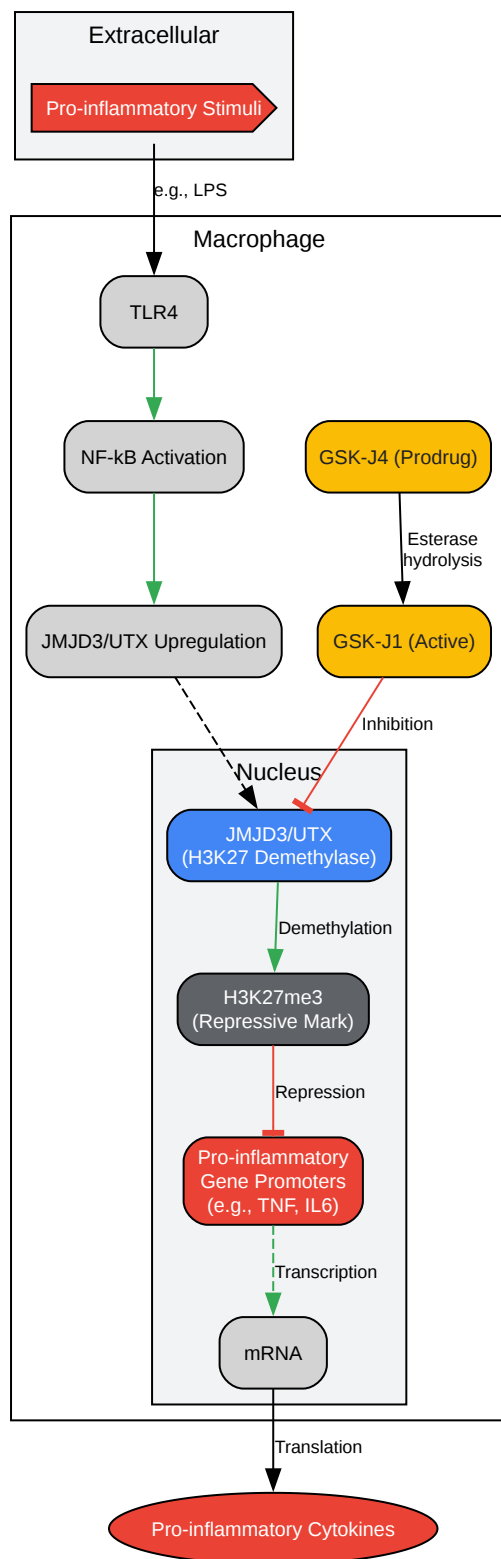 Extracellular
Pro-inflammatory Stimuli
e.g., LPS
Macrophage
TLR4
NF-kB Activation
GSK-J4 (Prodrug)
Esterase
hydrolysis
JMJD3/UTX Upregulation
GSK-J1 (Active)
Inhibition
Nucleus
JMJD3/UTX
(H3K27 Demethylase)
Demethylation
H3K27me3
(Repressive Mark)
Repression
Pro-inflammatory
Gene Promoters
(e.g., TNF, IL6)
Transcription
mRNA
Translation
Pro-inflammatory Cytokines